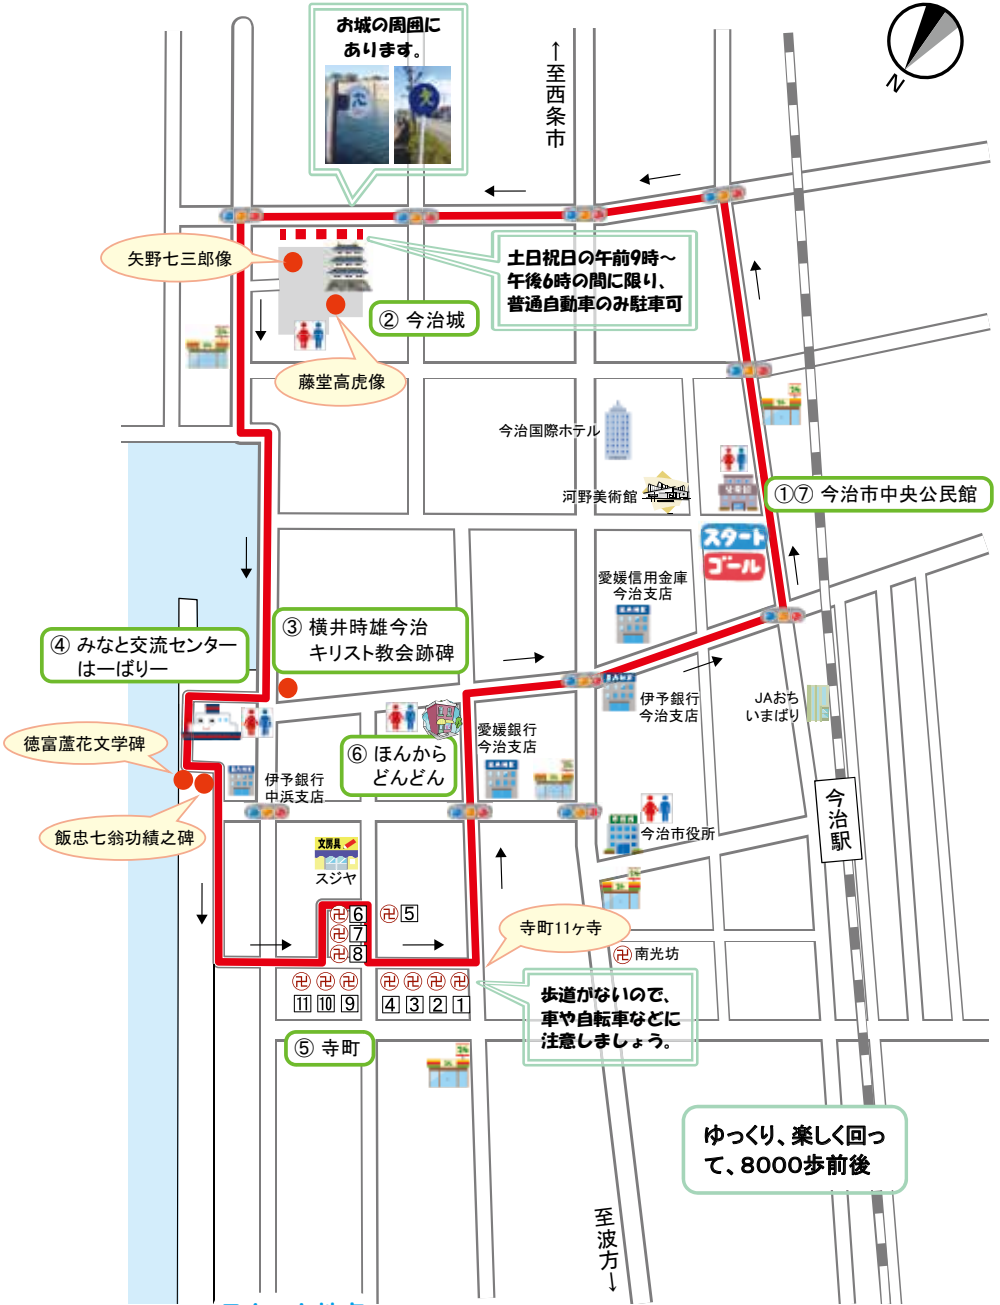 お城の周囲に
あります。
↑至西条市
N
矢野七三郎像
土日祝日の午前9時～
午後6時の間に限り、
普通自動車のみ駐車可
② 今治城
藤堂高虎像
今治国際ホテル
河野美術館
①⑦ 今治市中央公民館
スタート
ゴール
愛媛信用金庫
今治支店
③ 横井時雄今治
キリスト教会跡碑
④ みなと交流センター
はーばりー
伊予銀行
今治支店
JAおち
いまばり
徳富蘆花文学碑
愛媛銀行
今治支店
⑥ ほんから
どんどん
伊予銀行
中浜支店
今治駅
飯忠七翁功績之碑
今治市役所
文房具
スジヤ
卍6
卍5
卍7
卍8
寺町11ヶ寺
卍南光坊
卍 卍 卍 卍 卍 卍 卍
11 10 9 4 3 2 1
歩道がないので、
車や自転車などに
注意しましょう。
⑤ 寺町
ゆっくり、楽しく回っ
て、8000歩前後
至波方↓